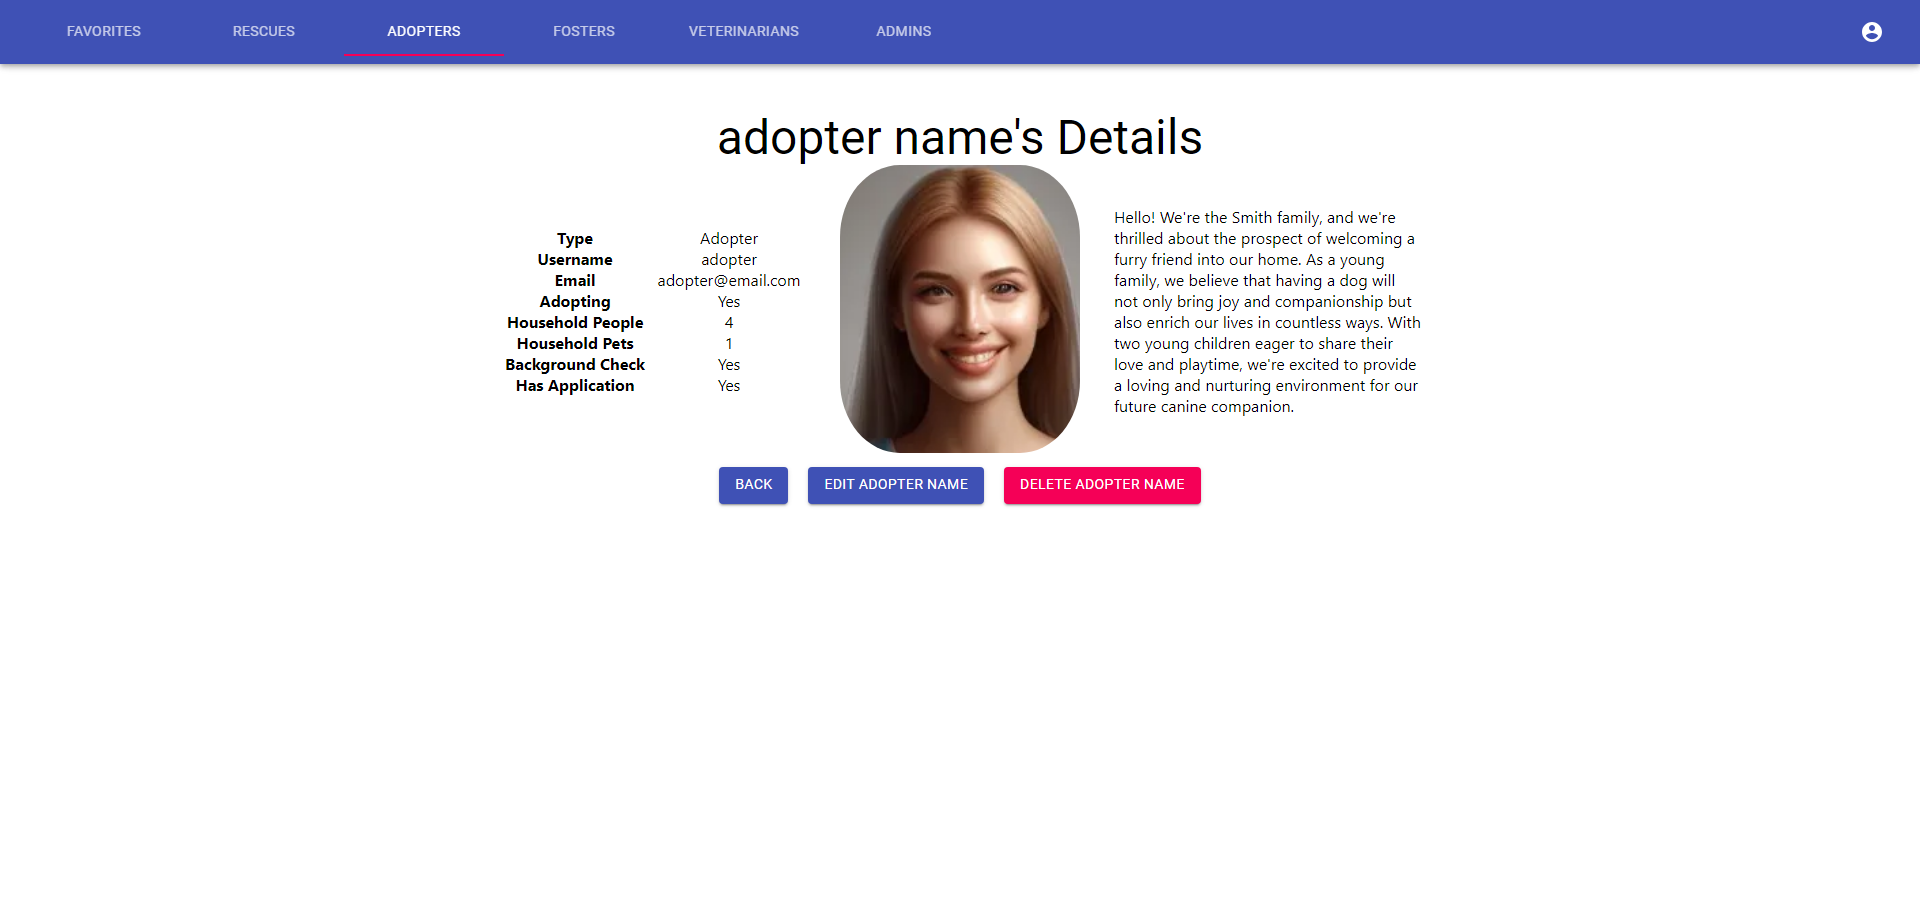 FAVORITES RESCUES ADOPTERS FOSTERS VETERINARIANS ADMINS
adopter name's Details
Type Adopter
Username adopter
Email adopter@email.com
Adopting Yes
Household People 4
Household Pets 1
Background Check Yes
Has Application Yes
Hello! We're the Smith family, and we're
thrilled about the prospect of welcoming a
furry friend into our home. As a young
family, we believe that having a dog will
not only bring joy and companionship but
also enrich our lives in countless ways. With
two young children eager to share their
love and playtime, we're excited to provide
a loving and nurturing environment for our
future canine companion.
BACK EDIT ADOPTER NAME DELETE ADOPTER NAME